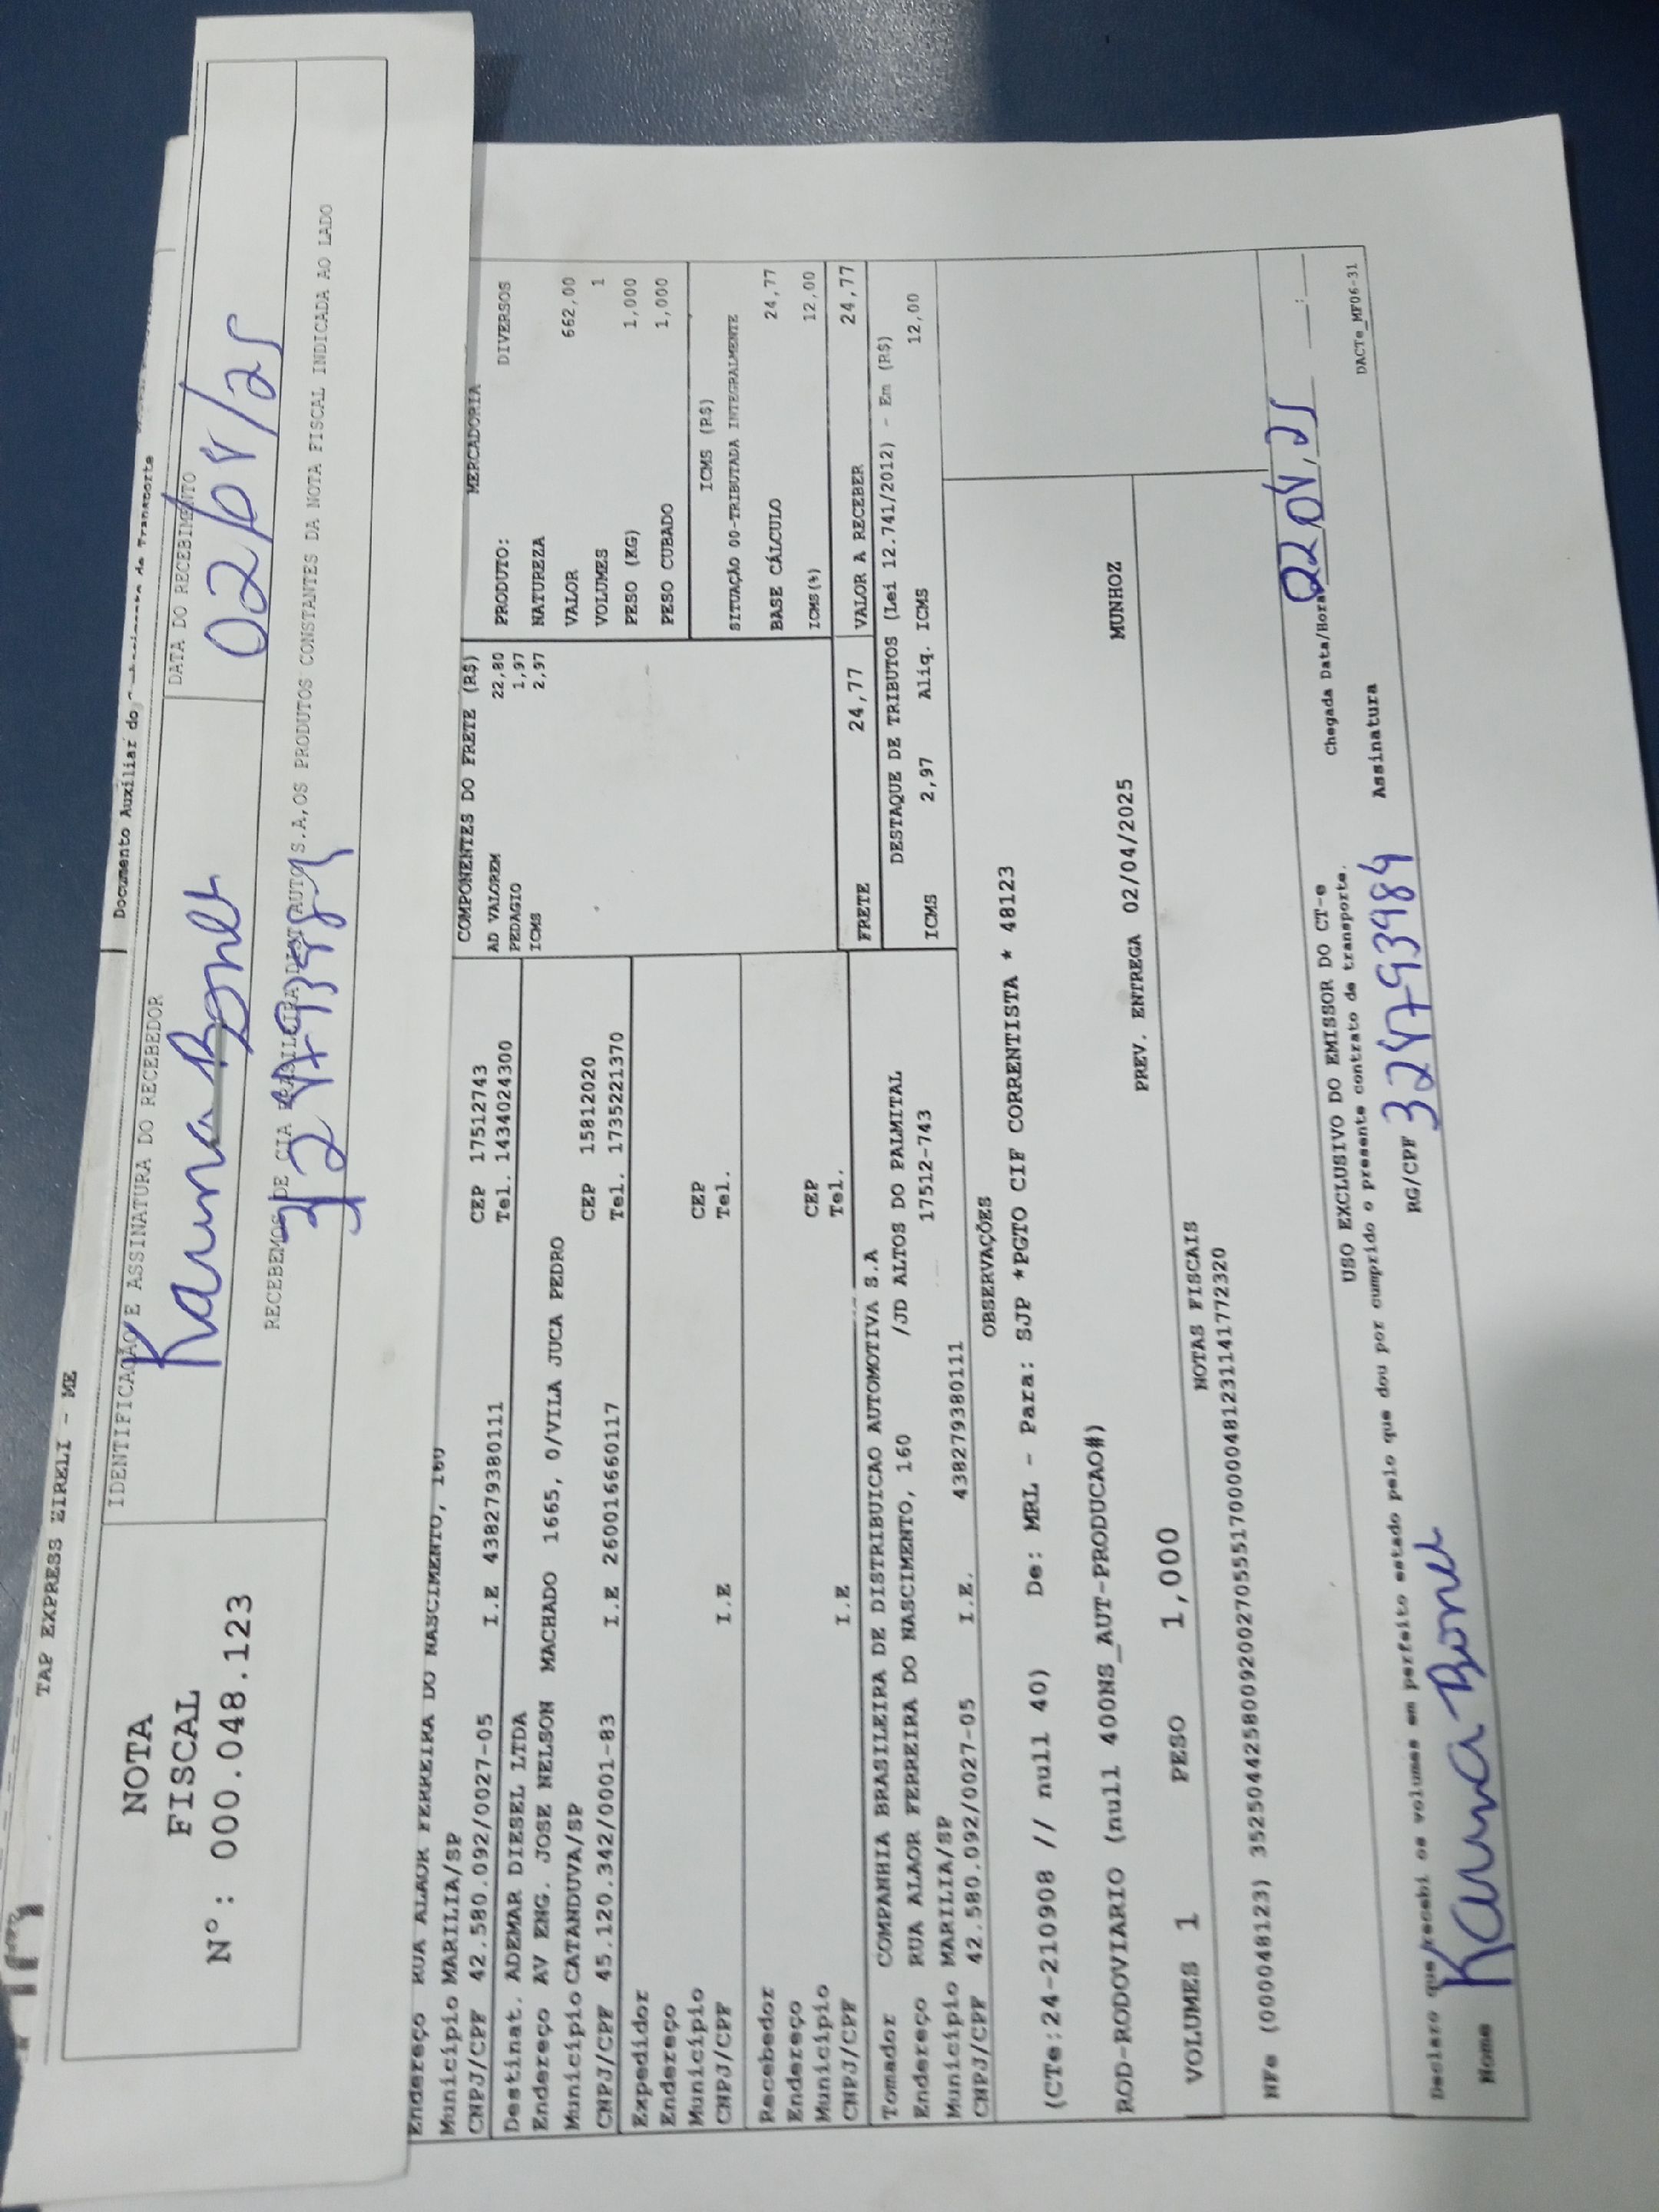 TAP EXPRESS EIRELI - ME
Documento Auxiliar do
de Transporte
NOTA
FISCAL
Nº: 000.048.123
IDENTIFICAÇÃO E ASSINATURA DO RECEBEDOR
DATA DO RECEBIMENTO
02/04/25
RECEBEMOS DE CIA BRASILEIRA DIST AUTO S.A,OS PRODUTOS CONSTANTES DA NOTA FISCAL INDICADA AO LADO
Endereço RUA ALAOR FERREIRA DO NASCIMENTO, 160
Município MARILIA/SP CEP 17512743
CNPJ/CPF 42.580.092/0027-05 I.E 438279380111 Tel. 1434024300
Destinat. ADEMAR DIESEL LTDA
Endereço AV ENG. JOSE NELSON MACHADO 1665, 0/VILA JUCA PEDRO
Município CATANDUVA/SP CEP 15812020
CNPJ/CPF 45.120.342/0001-83 I.E 260016660117 Tel. 1735221370
Expedidor
Endereço
Município CEP
CNPJ/CPF I.E Tel.
Recebedor
Endereço
Município CEP
CNPJ/CPF I.E Tel.
Tomador COMPANHIA BRASILEIRA DE DISTRIBUICAO AUTOMOTIVA S.A
Endereço RUA ALAOR FERREIRA DO NASCIMENTO, 160 /JD ALTOS DO PALMITAL
Município MARILIA/SP 17512-743
CNPJ/CPF 42.580.092/0027-05 I.E. 438279380111
COMPONENTES DO FRETE (R$)
AD VALOREM 22,80
PEDAGIO 1,97
ICMS 2,97
MERCADORIA
PRODUTO: DIVERSOS
NATUREZA
VALOR 662,00
VOLUMES 1
PESO (KG) 1,000
PESO CUBADO 1,000
ICMS (R$)
SITUAÇÃO 00-TRIBUTADA INTEGRALMENTE
BASE CÁLCULO 24,77
ICMS(%) 12,00
FRETE 24,77 VALOR A RECEBER 24,77
DESTAQUE DE TRIBUTOS (Lei 12.741/2012) - Em (R$)
ICMS 2,97 Aliq. ICMS 12,00
OBSERVAÇÕES
(CTe:24-210908 // null 40) De: MRL - Para: SJP *PGTO CIF CORRENTISTA * 48123
ROD-RODOVIARIO (null 400NS_AUT-PRODUCAO#)
PREV. ENTREGA 02/04/2025 MUNHOZ
VOLUMES 1 PESO 1,000
NOTAS FISCAIS
NFe (000048123) 35250442580092002705551700000481231141772320
USO EXCLUSIVO DO EMISSOR DO CT-e
Chegada Data/Hora 02,04,25 __:__
Declaro que recebi os volumes em perfeito estado pelo que dou por cumprido o presente contrato de transporte.
DACTe_MF06-31
Nome
RG/CPF 324793984 Assinatura